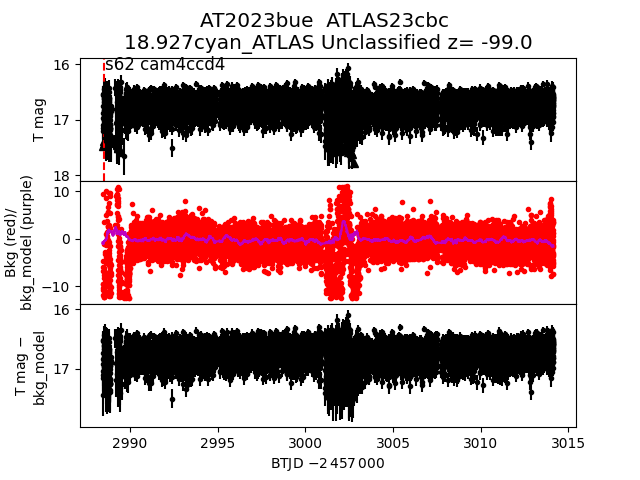 AT2023bue  ATLAS23cbc
18.927cyan_ATLAS Unclassified z= -99.0
s62 cam4ccd4
16
17
18
T mag
10
0
−10
Bkg (red)/
bkg_model (purple)
16
17
T mag −
bkg_model
2990
2995
3000
3005
3010
3015
BTJD −2 457 000